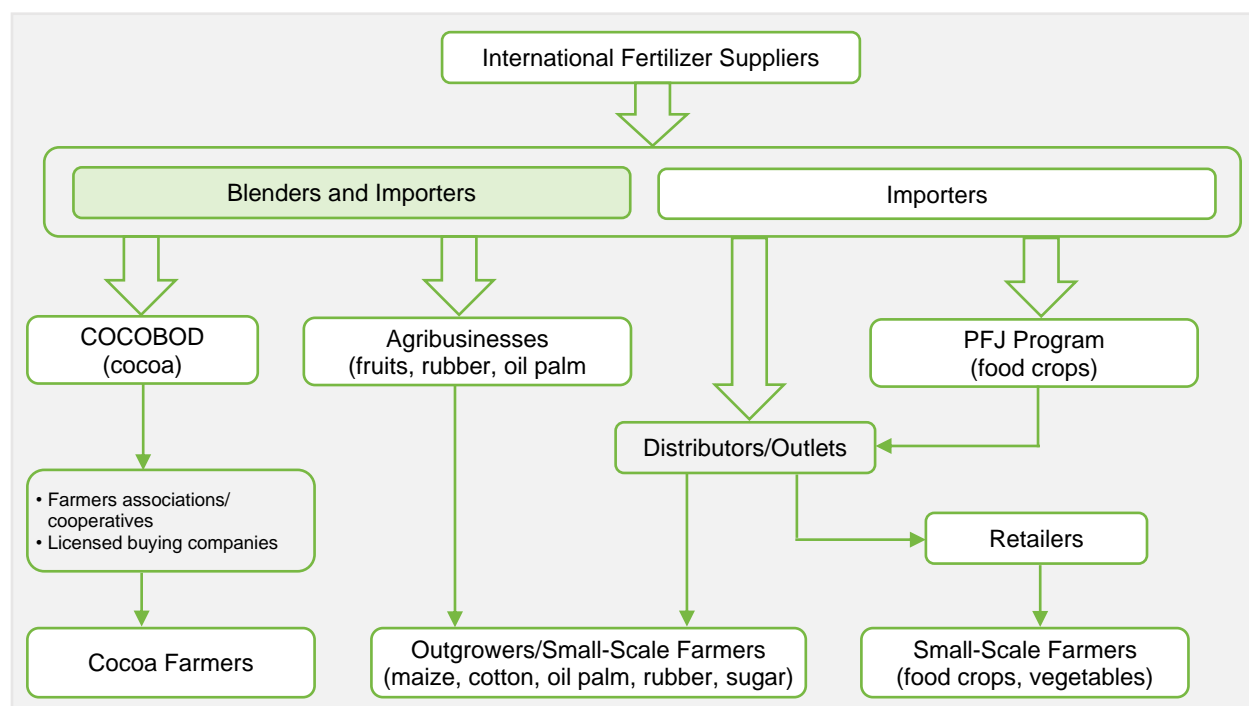 International Fertilizer Suppliers
Blenders and Importers
Importers
COCOBOD
(cocoa)
Agribusinesses
(fruits, rubber, oil palm
PFJ Program
(food crops)
Distributors/Outlets
• Farmers associations/
cooperatives
• Licensed buying companies
Retailers
Cocoa Farmers
Outgrowers/Small-Scale Farmers
(maize, cotton, oil palm, rubber, sugar)
Small-Scale Farmers
(food crops, vegetables)